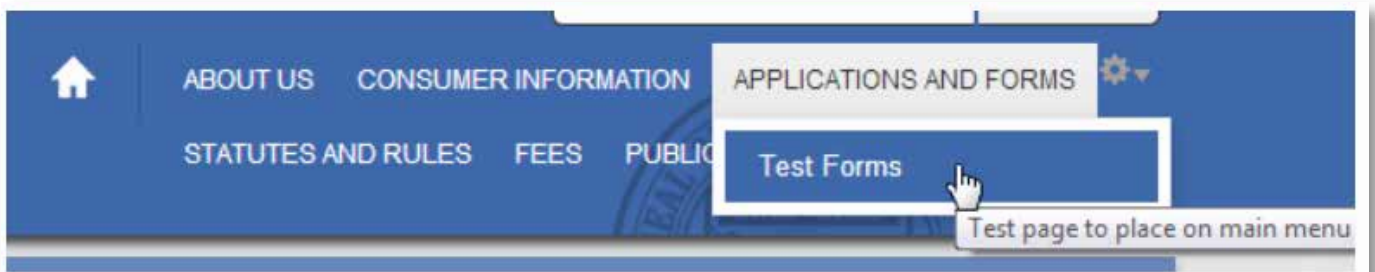 ABOUT US CONSUMER INFORMATION APPLICATIONS AND FORMS
STATUTES AND RULES FEES PUBLIC
Test Forms
Test page to place on main menu
SEAL